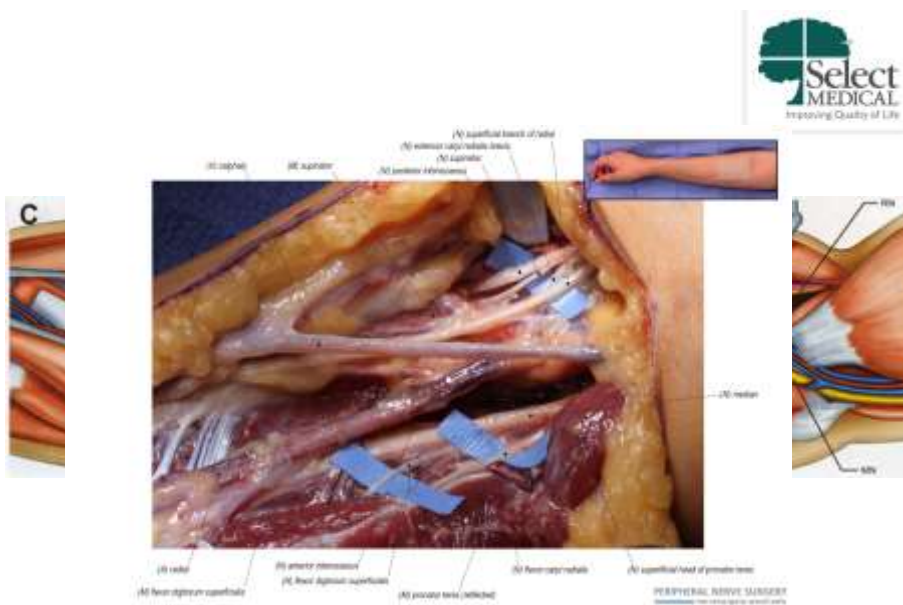 Select
MEDICAL
Improving Quality of Life
(N) superficial branch of radial
(N) extensor carpi radialis brevis
(N) supinator
(N) posterior interosseous
(V) cephalic
(M) supinator
C
RN
(N) median
MN
(A) radial
(N) anterior interosseous
(N) flexor carpi radialis
(N) superficial head of pronator teres
(M) flexor digitorum superficialis
(N) flexor digitorum superficialis
(M) pronator teres (reflected)
PERIPHERAL NERVE SURGERY